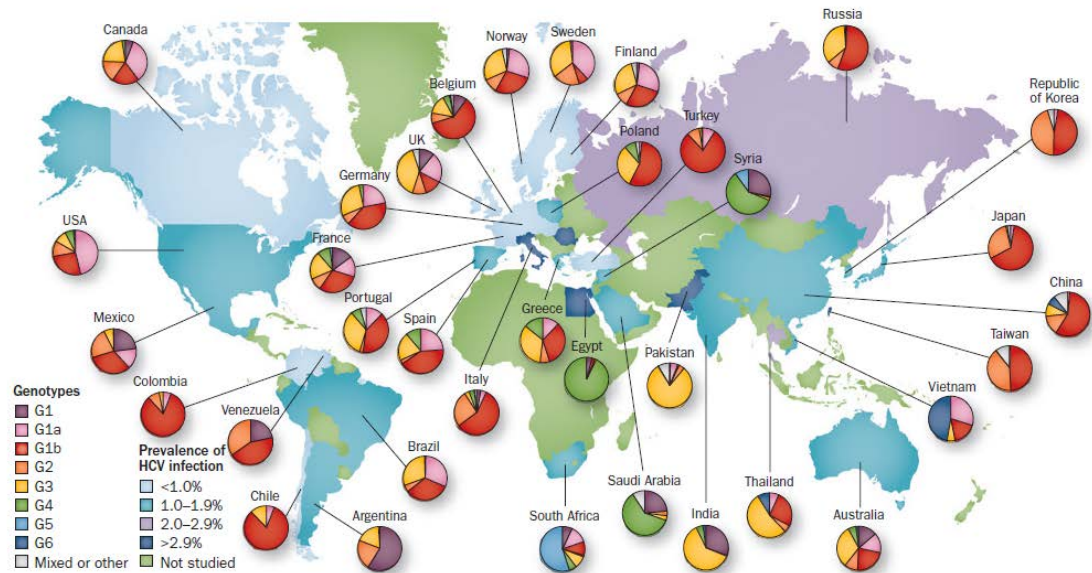 Canada
Norway
Sweden
Finland
Russia
Belgium
Republic
of Korea
Turkey
UK
Poland
Syria
Germany
USA
France
Japan
China
Portugal
Spain
Greece
Egypt
Pakistan
Taiwan
Mexico
Italy
Vietnam
Colombia
Venezuela
Brazil
Chile
Argentina
South Africa
Saudi Arabia
India
Thailand
Australia
Genotypes
G1
G1a
G1b
G2
G3
G4
G5
G6
Mixed or other
Prevalence of
HCV infection
<1.0%
1.0–1.9%
2.0–2.9%
>2.9%
Not studied